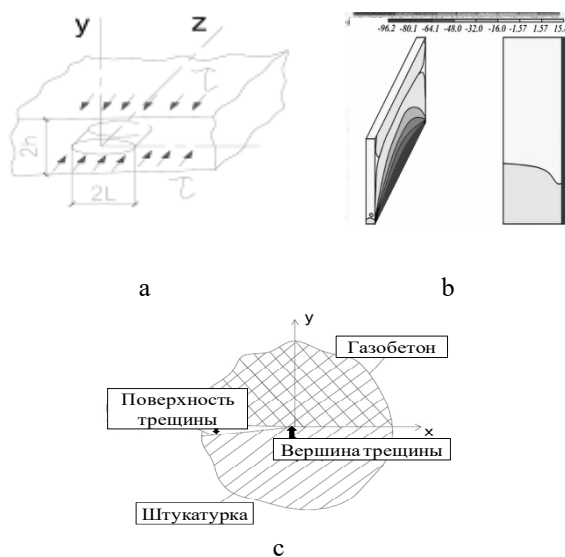 -96.2 -80.1 -64.1 -48.0 -32.0 -16.0 -1.57 1.57 15.
y
z
τ
2h
2L
τ
a
b
y
Газобетон
Поверхность
трещины
x
Вершина трещины
Штукатурка
c